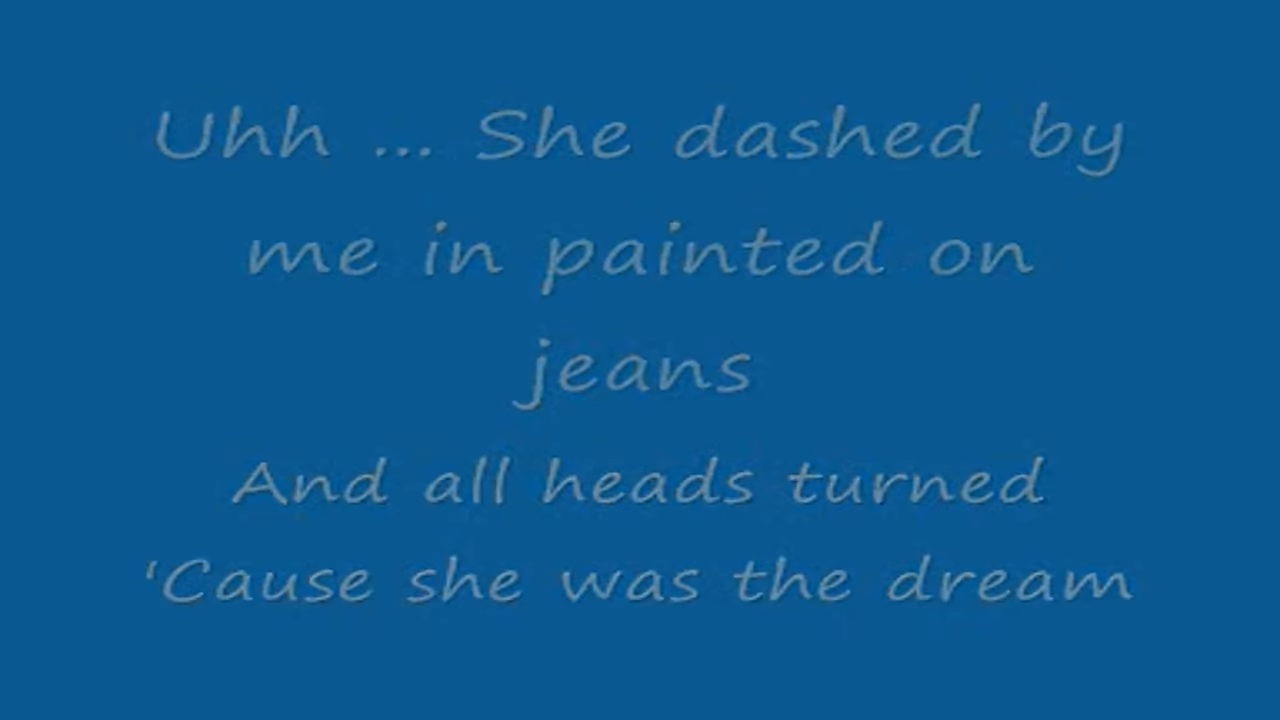 Uhh ... She dashed by
me in painted on
jeans
And all heads turned
'Cause she was the dream